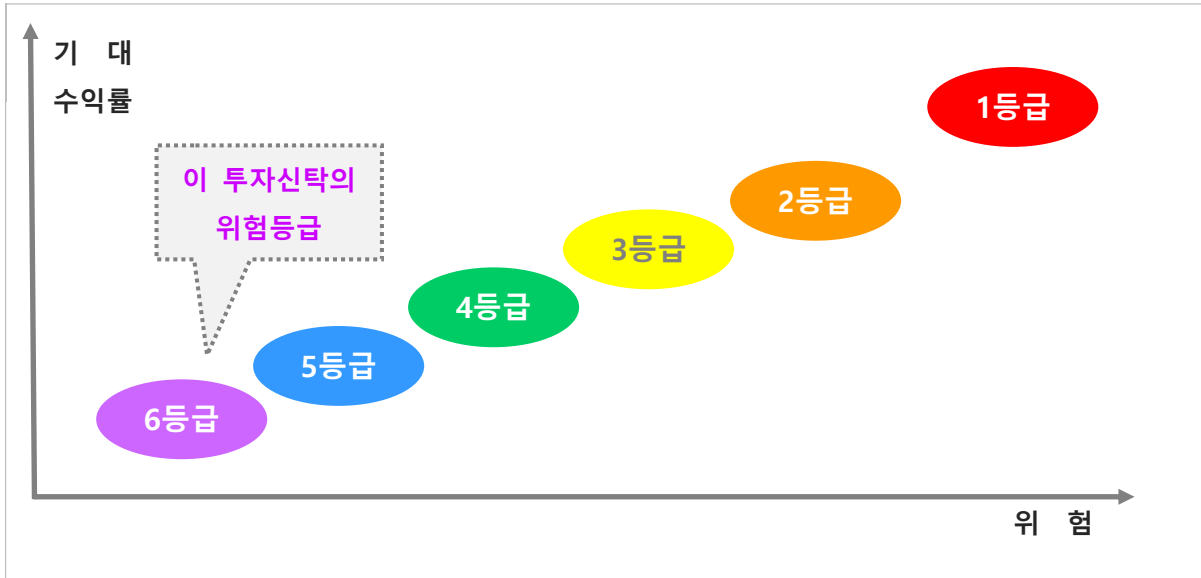 기 대
수익률
1등급
이 투자신탁의
위험등급
2등급
3등급
4등급
5등급
6등급
위 험